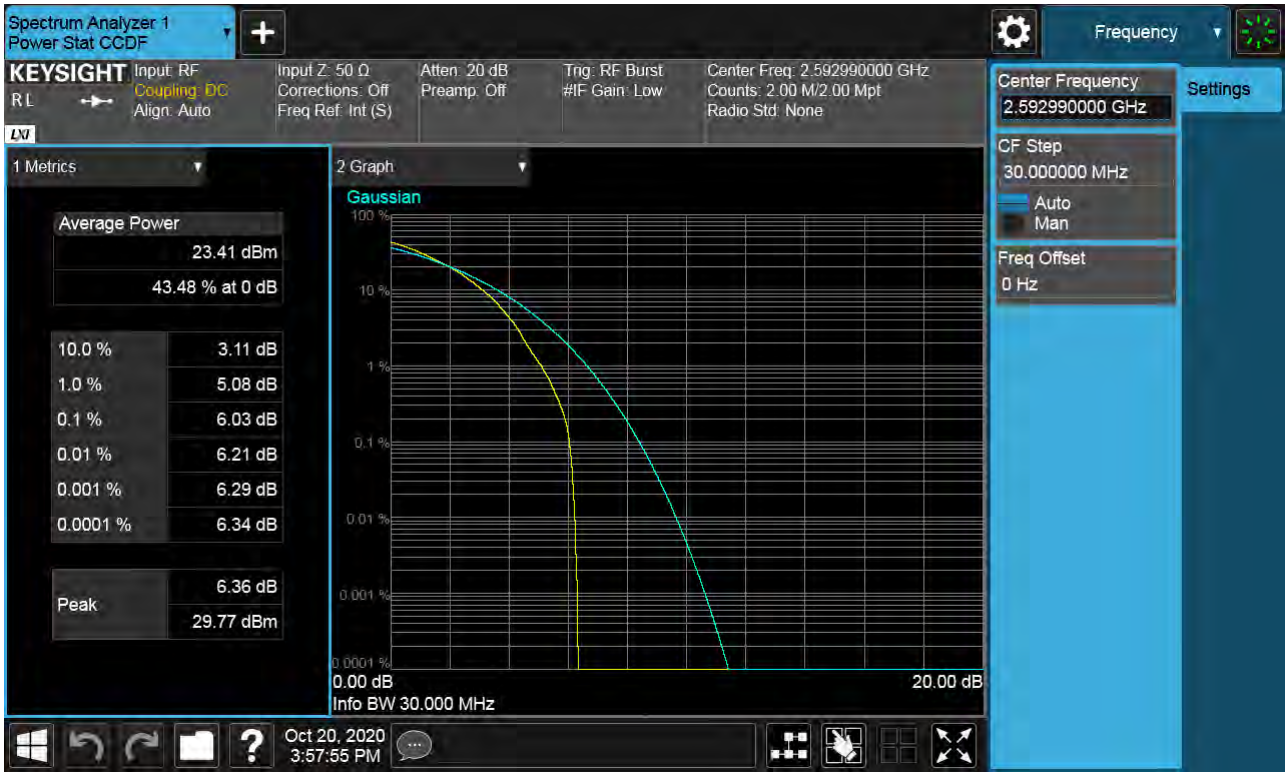 Spectrum Analyzer 1
Power Stat CCDF
Frequency
KEYSIGHT
RL
LXI
Input: RF
Coupling: DC
Align: Auto
Input Z: 50 Ω
Corrections: Off
Freq Ref: Int (S)
Atten: 20 dB
Preamp: Off
Trig: RF Burst
#IF Gain: Low
Center Freq: 2.592990000 GHz
Counts: 2.00 M/2.00 Mpt
Radio Std: None
Center Frequency
2.592990000 GHz
Settings
CF Step
30.000000 MHz
Auto
Man
Freq Offset
0 Hz
1 Metrics
Average Power
23.41 dBm
43.48 % at 0 dB
10.0 % 3.11 dB
1.0 % 5.08 dB
0.1 % 6.03 dB
0.01 % 6.21 dB
0.001 % 6.29 dB
0.0001 % 6.34 dB
Peak
6.36 dB
29.77 dBm
2 Graph
Gaussian
100 %
10 %
1 %
0.1 %
0.01 %
0.001 %
0.0001 %
0.00 dB 20.00 dB
Info BW 30.000 MHz
?
Oct 20, 2020
3:57:55 PM